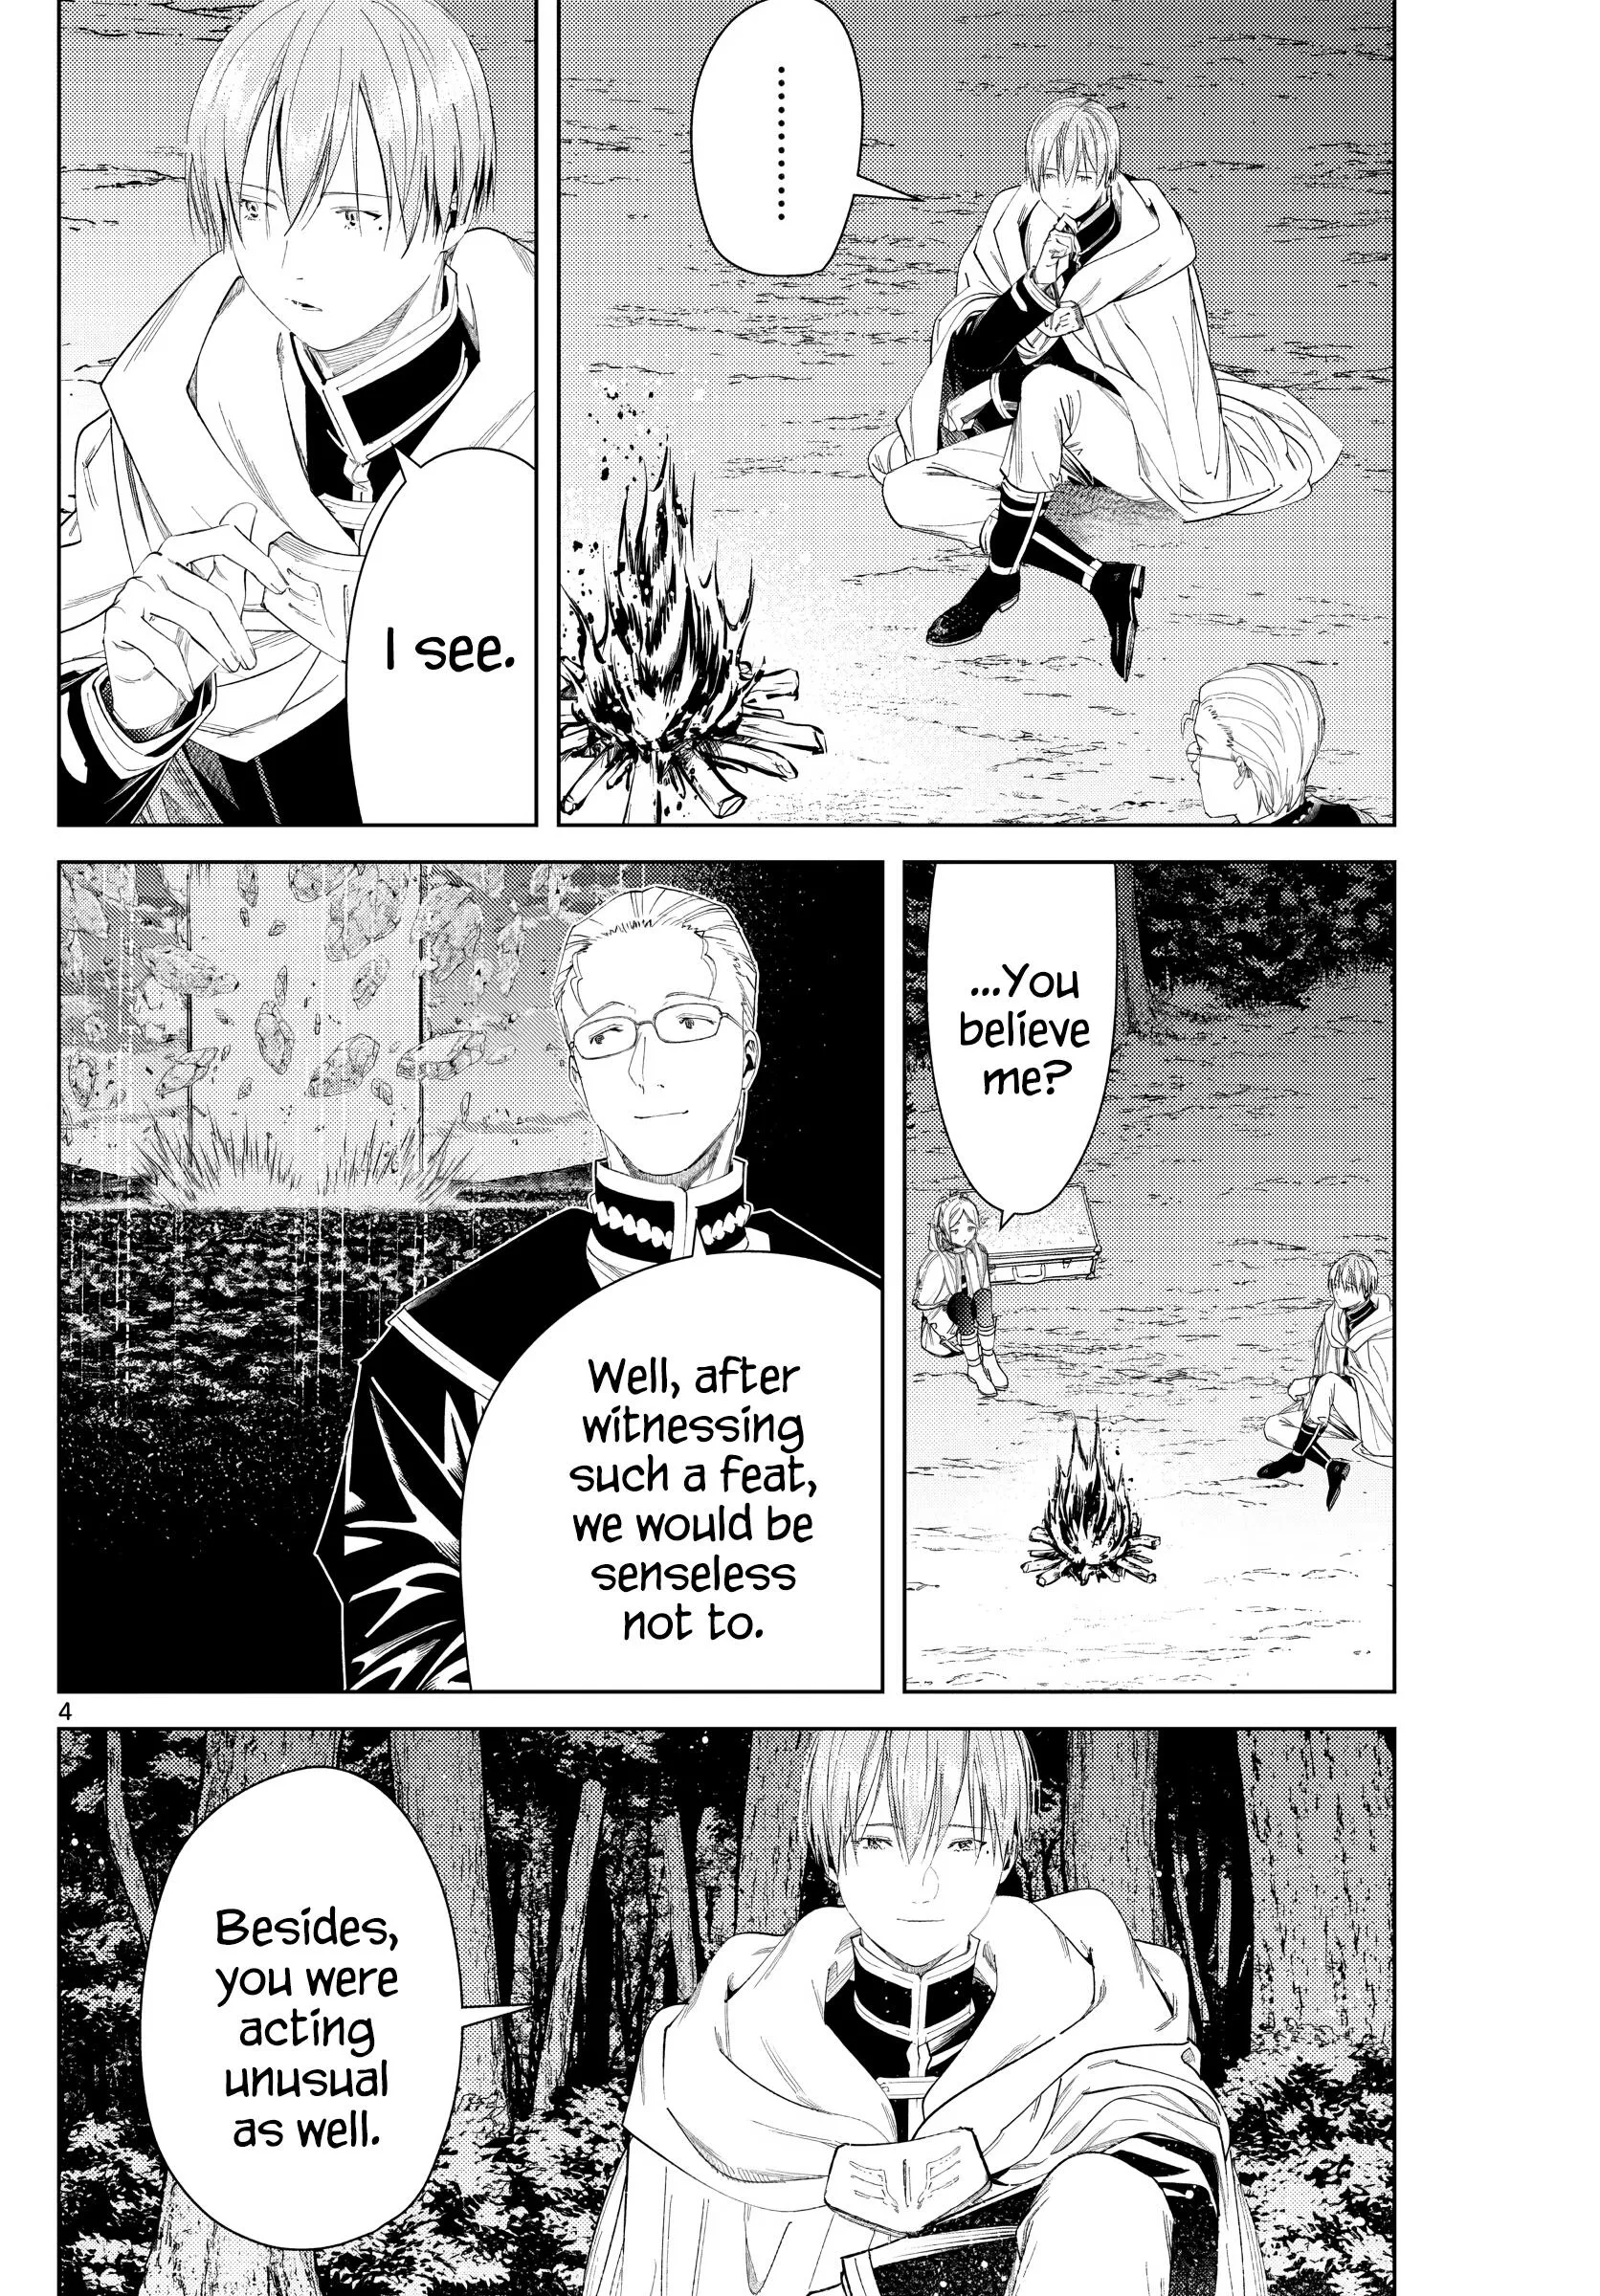 ..........
I see.
...You
believe
me?
Well, after
witnessing
such a feat,
we would be
senseless
not to.
4
Besides,
you were
acting
unusual
as well.